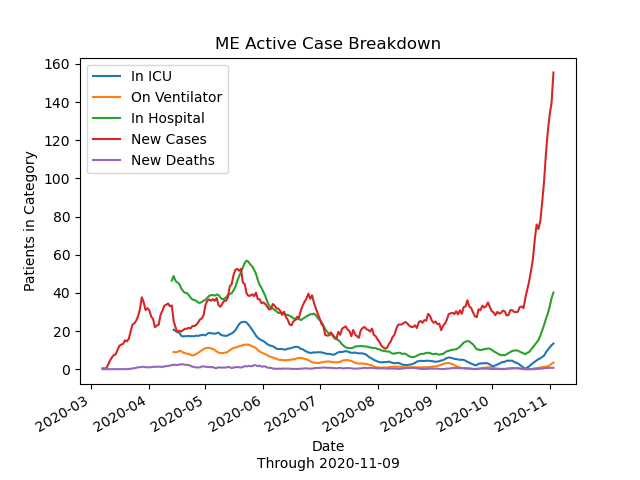 ME Active Case Breakdown
160
140
120
100
80
60
40
20
0
Patients in Category
In ICU
On Ventilator
In Hospital
New Cases
New Deaths
2020-03
2020-04
2020-05
2020-06
2020-07
2020-08
2020-09
2020-10
2020-11
Date
Through 2020-11-09